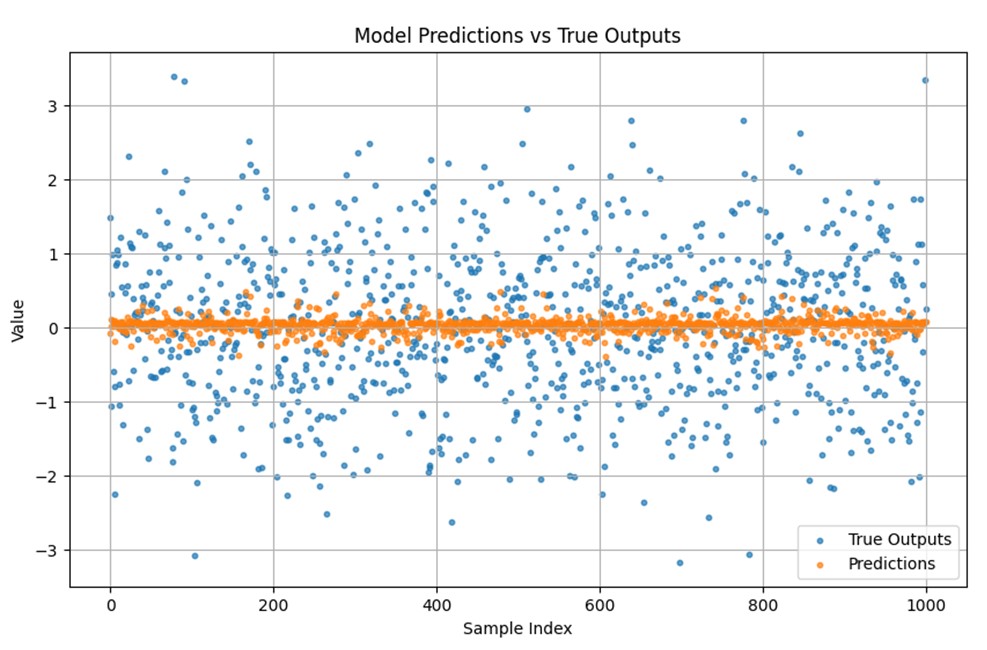 Model Predictions vs True Outputs
Value
3
2
1
0
−1
−2
−3
True Outputs
Predictions
0 200 400 600 800 1000
Sample Index